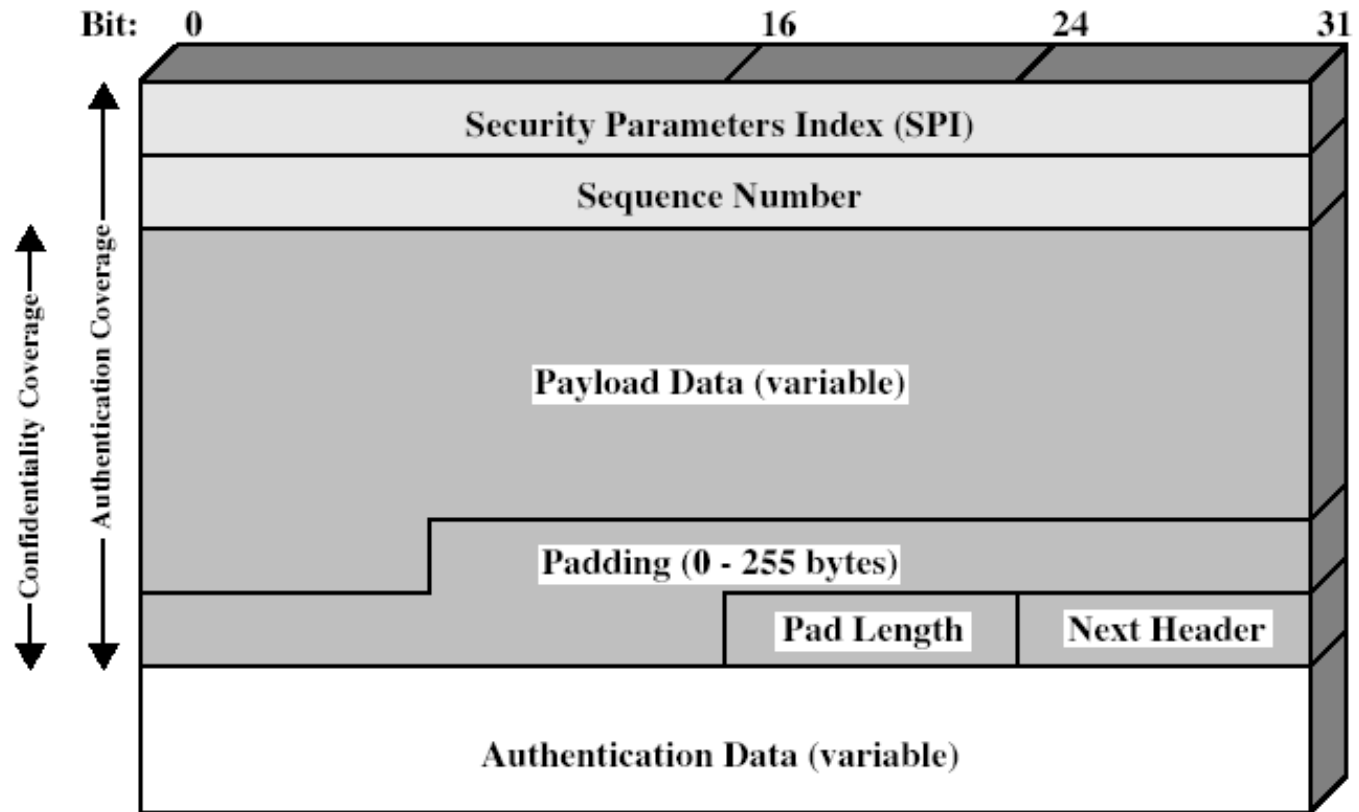 Bit: 0 16 24 31
Security Parameters Index (SPI)
Sequence Number
Confidentiality Coverage
Authentication Coverage
Payload Data (variable)
Padding (0 - 255 bytes)
Pad Length Next Header
Authentication Data (variable)